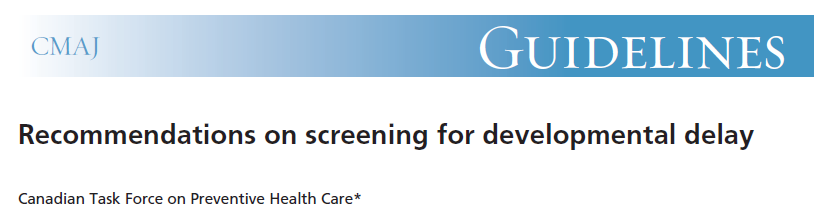 CMAJ
GUIDELINES
Recommendations on screening for developmental delay
Canadian Task Force on Preventive Health Care*